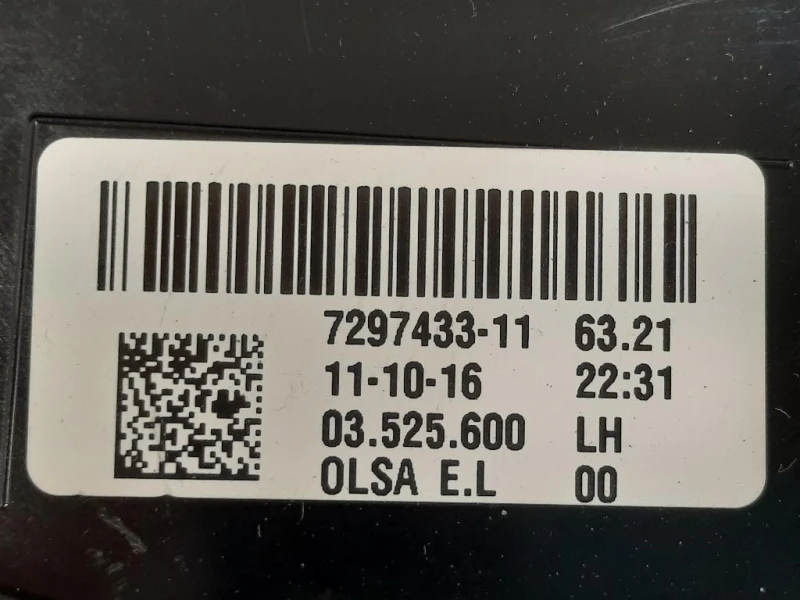 7297433-11 63.21
11-10-16 22:31
03.525.600 LH
OLSA E.L 00